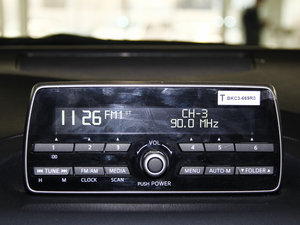 T BKC3-669R0
11:26 FM1 ST CH-3
90.0 MHz
VOL
1 2 3 4 5 6
TUNE FM/AM MEDIA MENU AUTO-M FOLDER
H M CLOCK SCAN PUSH POWER